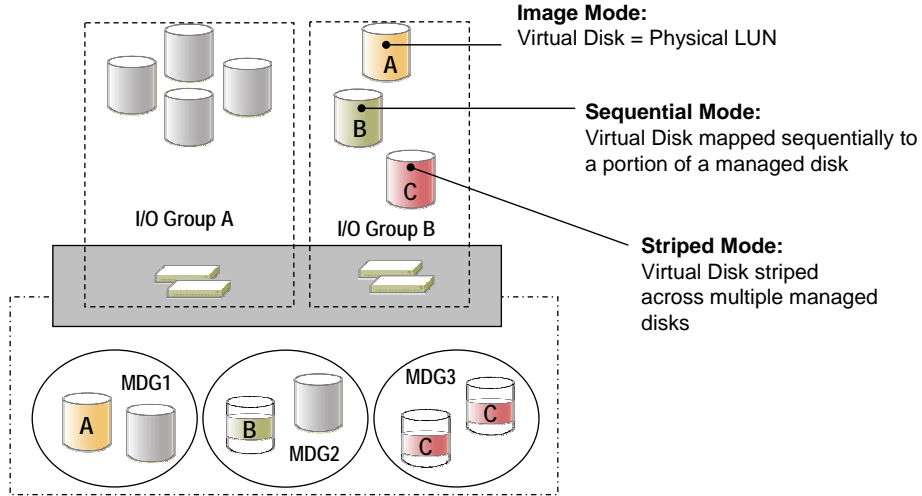 Image Mode:
Virtual Disk = Physical LUN
A
Sequential Mode:
Virtual Disk mapped sequentially to
a portion of a managed disk
B
C
I/O Group A
I/O Group B
Striped Mode:
Virtual Disk striped
across multiple managed
disks
MDG1
A
B
MDG2
MDG3
C
C